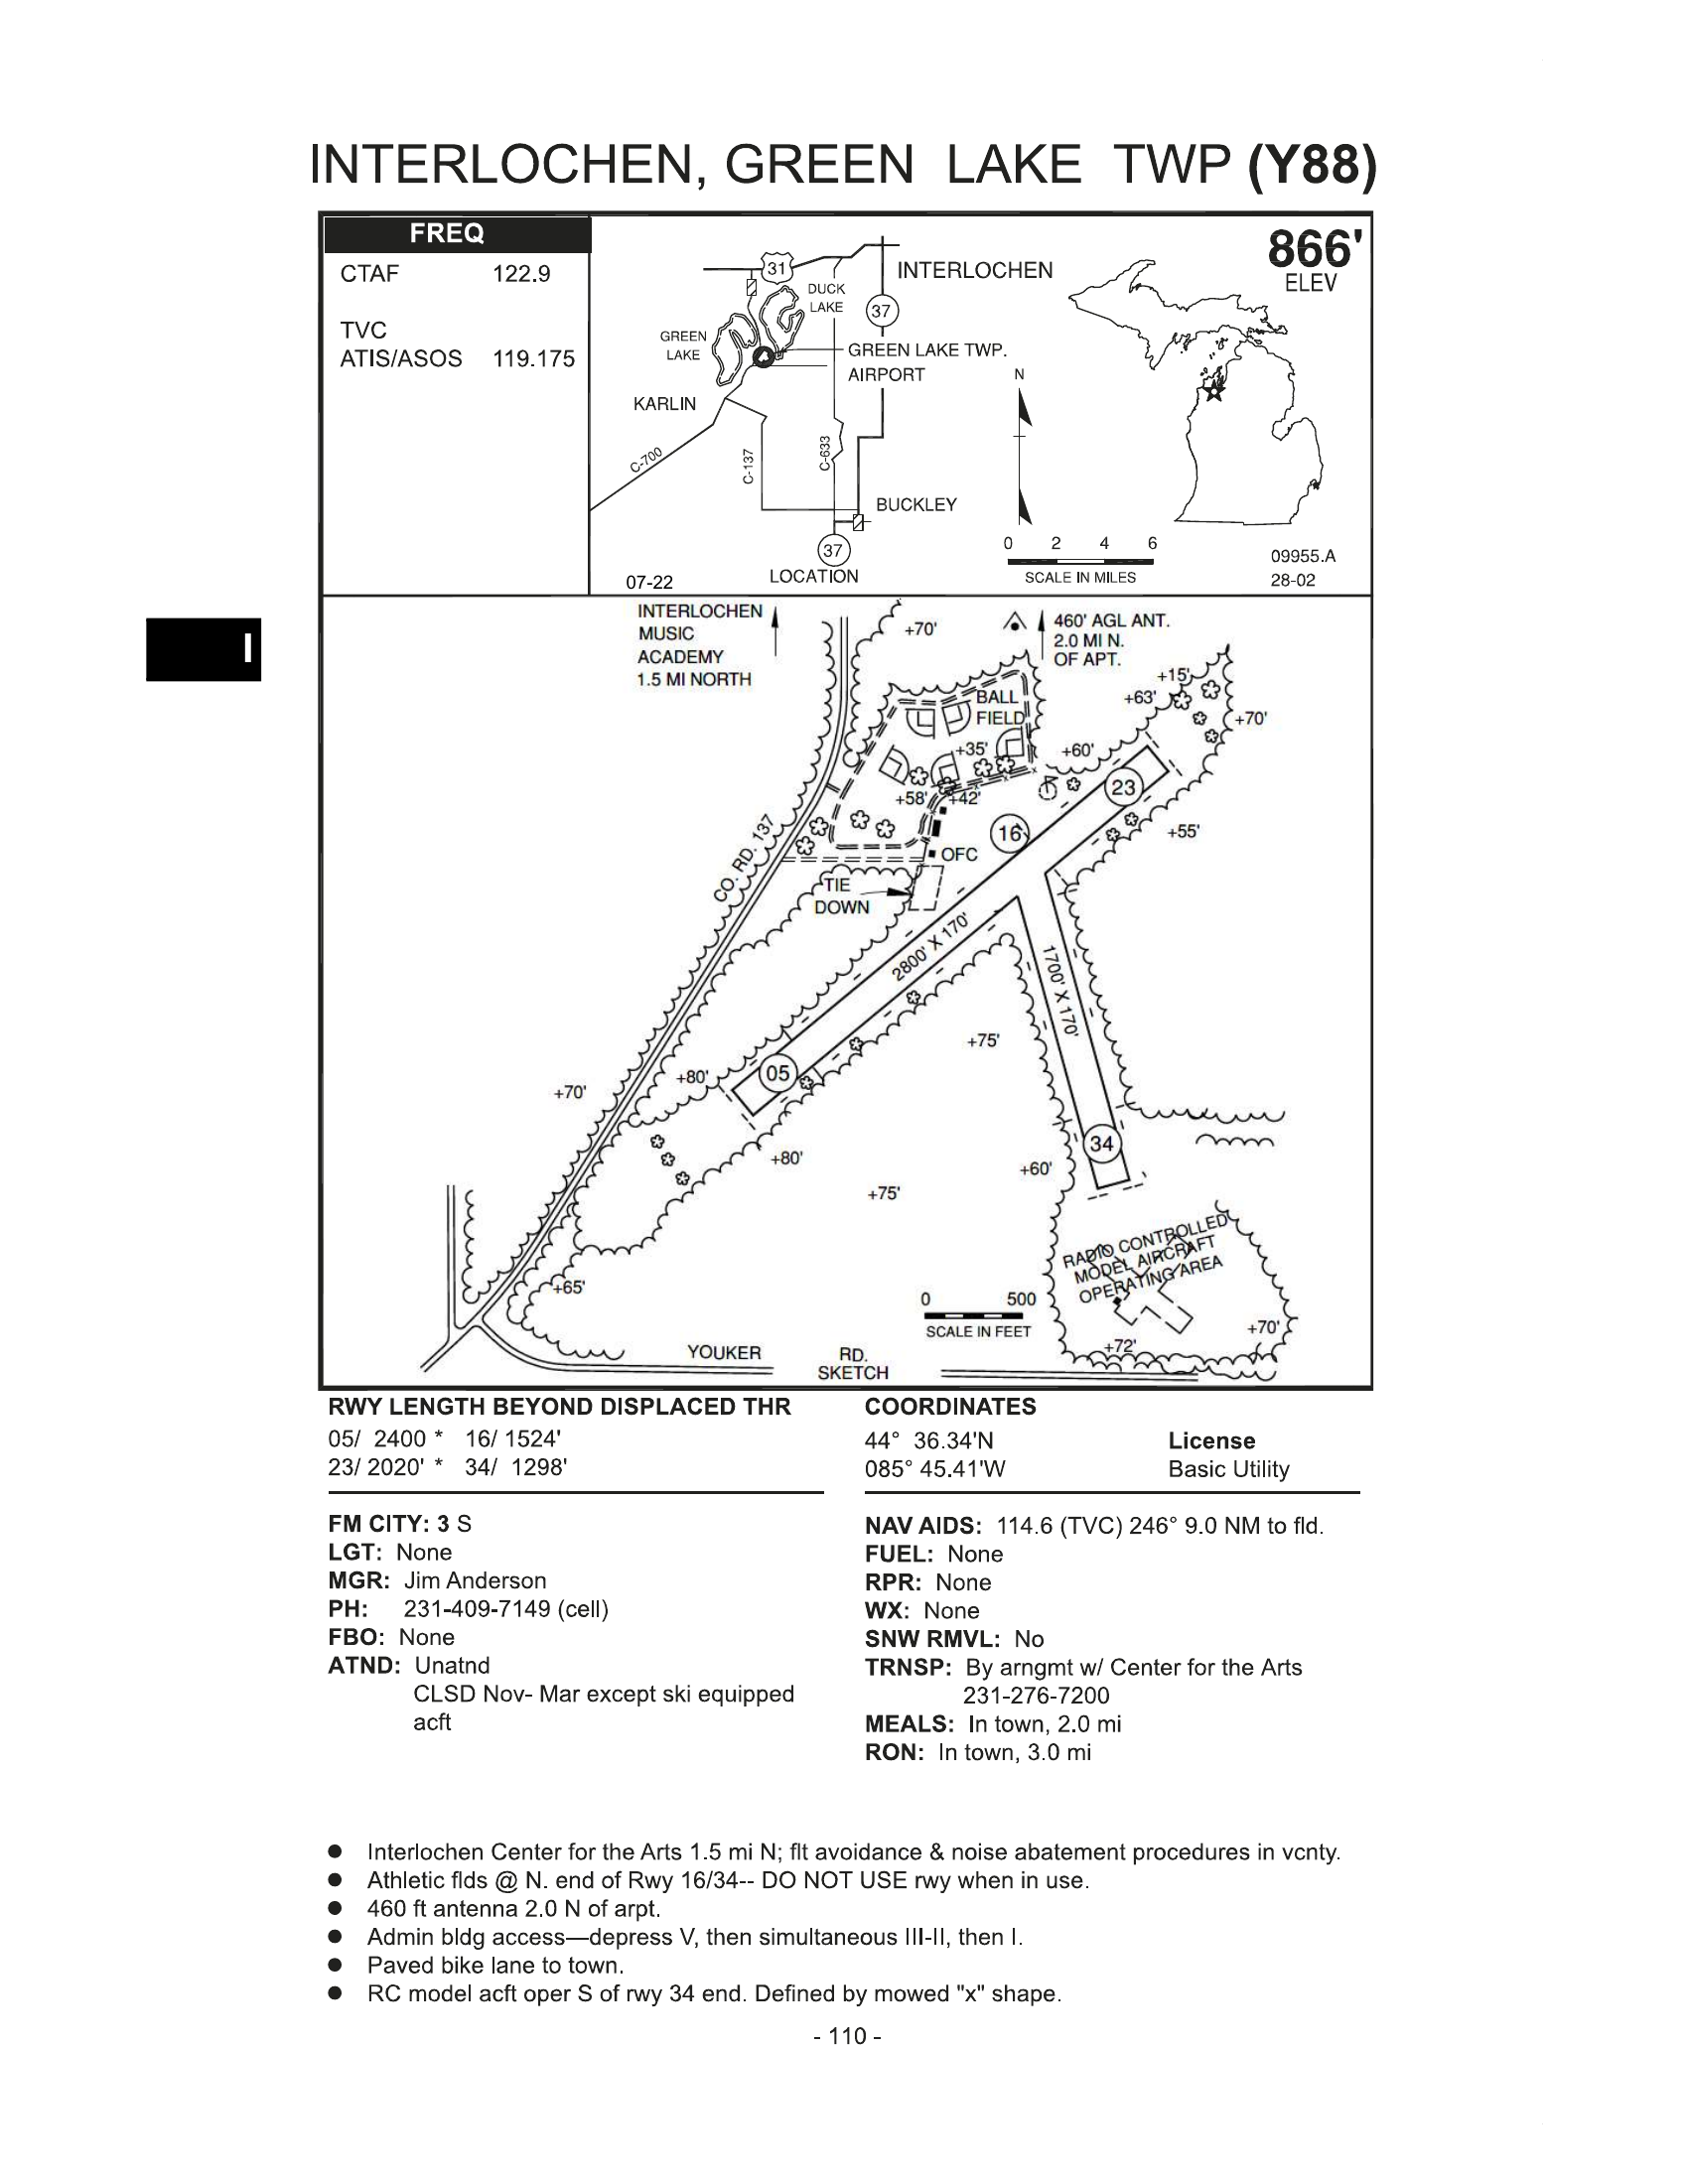 INTERLOCHEN, GREEN LAKE TWP (Y88)
FREQ
CTAF 122.9
TVC
ATIS/ASOS 119.175
31
INTERLOCHEN
DUCK
LAKE
37
GREEN
LAKE
GREEN LAKE TWP.
AIRPORT
KARLIN
C-700
C-137
C-633
BUCKLEY
37
LOCATION
07-22
N
0 2 4 6
SCALE IN MILES
866'
ELEV
09955.A
28-02
I
INTERLOCHEN
MUSIC
ACADEMY
1.5 MI NORTH
+70'
460' AGL ANT.
2.0 MI N.
OF APT.
+15'
+63'
+70'
BALL
FIELD
+35'
+60'
23
+58'
+42'
16
+55'
CO. RD. 137
OFC
TIE
DOWN
2800' X 170'
1700' X 170'
+75'
05
+80'
+70'
34
+80'
+60'
+75'
RADIO CONTROLLED
MODEL AIRCRAFT
OPERATING AREA
+65'
0 500
SCALE IN FEET
+70'
+72'
YOUKER RD.
SKETCH
RWY LENGTH BEYOND DISPLACED THR
05/ 2400 * 16/ 1524'
23/ 2020' * 34/ 1298'
COORDINATES
44° 36.34'N
085° 45.41'W
License
Basic Utility
FM CITY: 3 S
LGT: None
MGR: Jim Anderson
PH: 231-409-7149 (cell)
FBO: None
ATND: Unatnd
CLSD Nov- Mar except ski equipped
acft
NAV AIDS: 114.6 (TVC) 246° 9.0 NM to fld.
FUEL: None
RPR: None
WX: None
SNW RMVL: No
TRNSP: By arngmt w/ Center for the Arts
231-276-7200
MEALS: In town, 2.0 mi
RON: In town, 3.0 mi
● Interlochen Center for the Arts 1.5 mi N; flt avoidance & noise abatement procedures in vcnty.
● Athletic flds @ N. end of Rwy 16/34-- DO NOT USE rwy when in use.
● 460 ft antenna 2.0 N of arpt.
● Admin bldg access—depress V, then simultaneous III-II, then I.
● Paved bike lane to town.
● RC model acft oper S of rwy 34 end. Defined by mowed "x" shape.
- 110 -